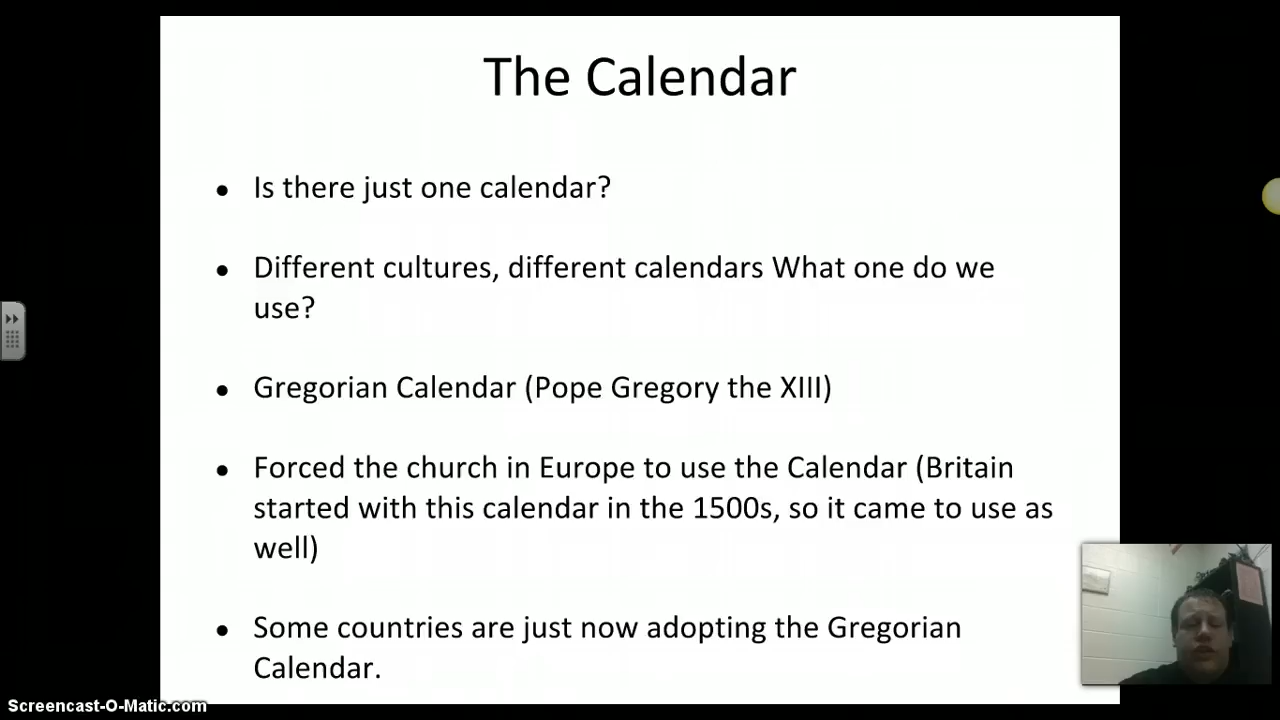 The Calendar
Is there just one calendar?
Different cultures, different calendars What one do we
use?
Gregorian Calendar (Pope Gregory the XIII)
Forced the church in Europe to use the Calendar (Britain
started with this calendar in the 1500s, so it came to use as
well)
Some countries are just now adopting the Gregorian
Calendar.
Screencast-O-Matic.com